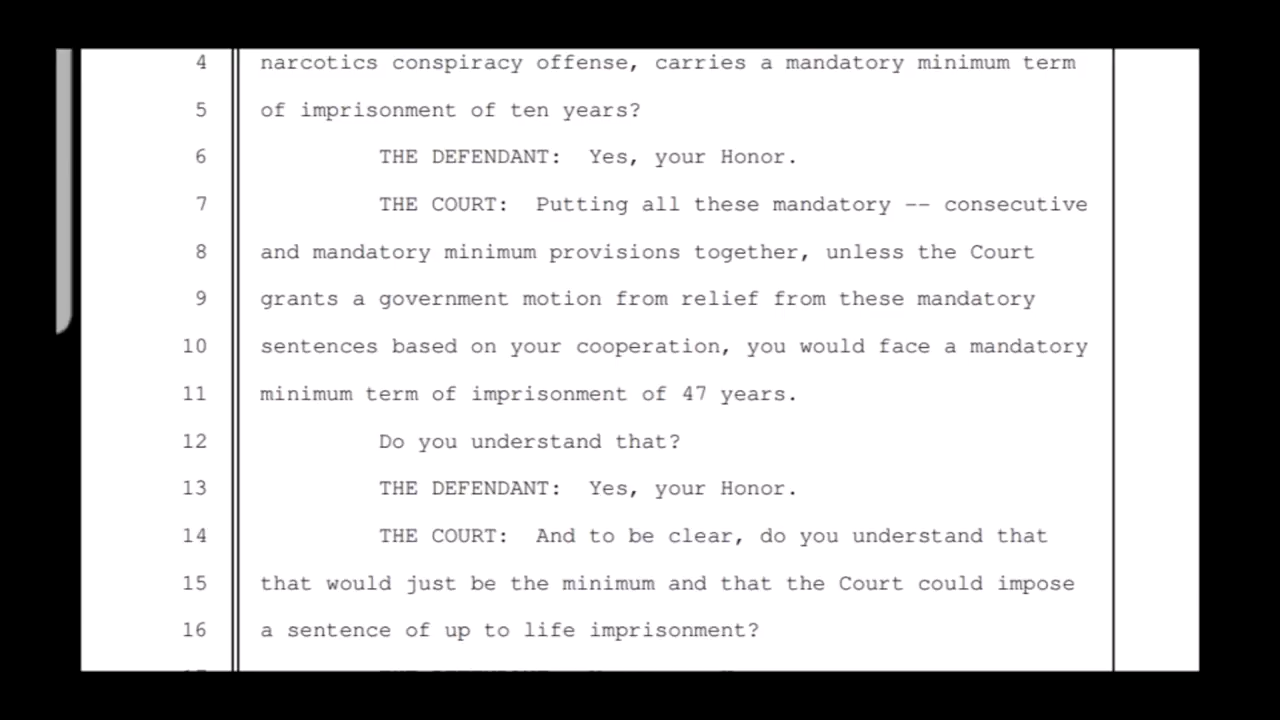 4 narcotics conspiracy offense, carries a mandatory minimum term
5 of imprisonment of ten years?
6 THE DEFENDANT: Yes, your Honor.
7 THE COURT: Putting all these mandatory -- consecutive
8 and mandatory minimum provisions together, unless the Court
9 grants a government motion from relief from these mandatory
10 sentences based on your cooperation, you would face a mandatory
11 minimum term of imprisonment of 47 years.
12 Do you understand that?
13 THE DEFENDANT: Yes, your Honor.
14 THE COURT: And to be clear, do you understand that
15 that would just be the minimum and that the Court could impose
16 a sentence of up to life imprisonment?